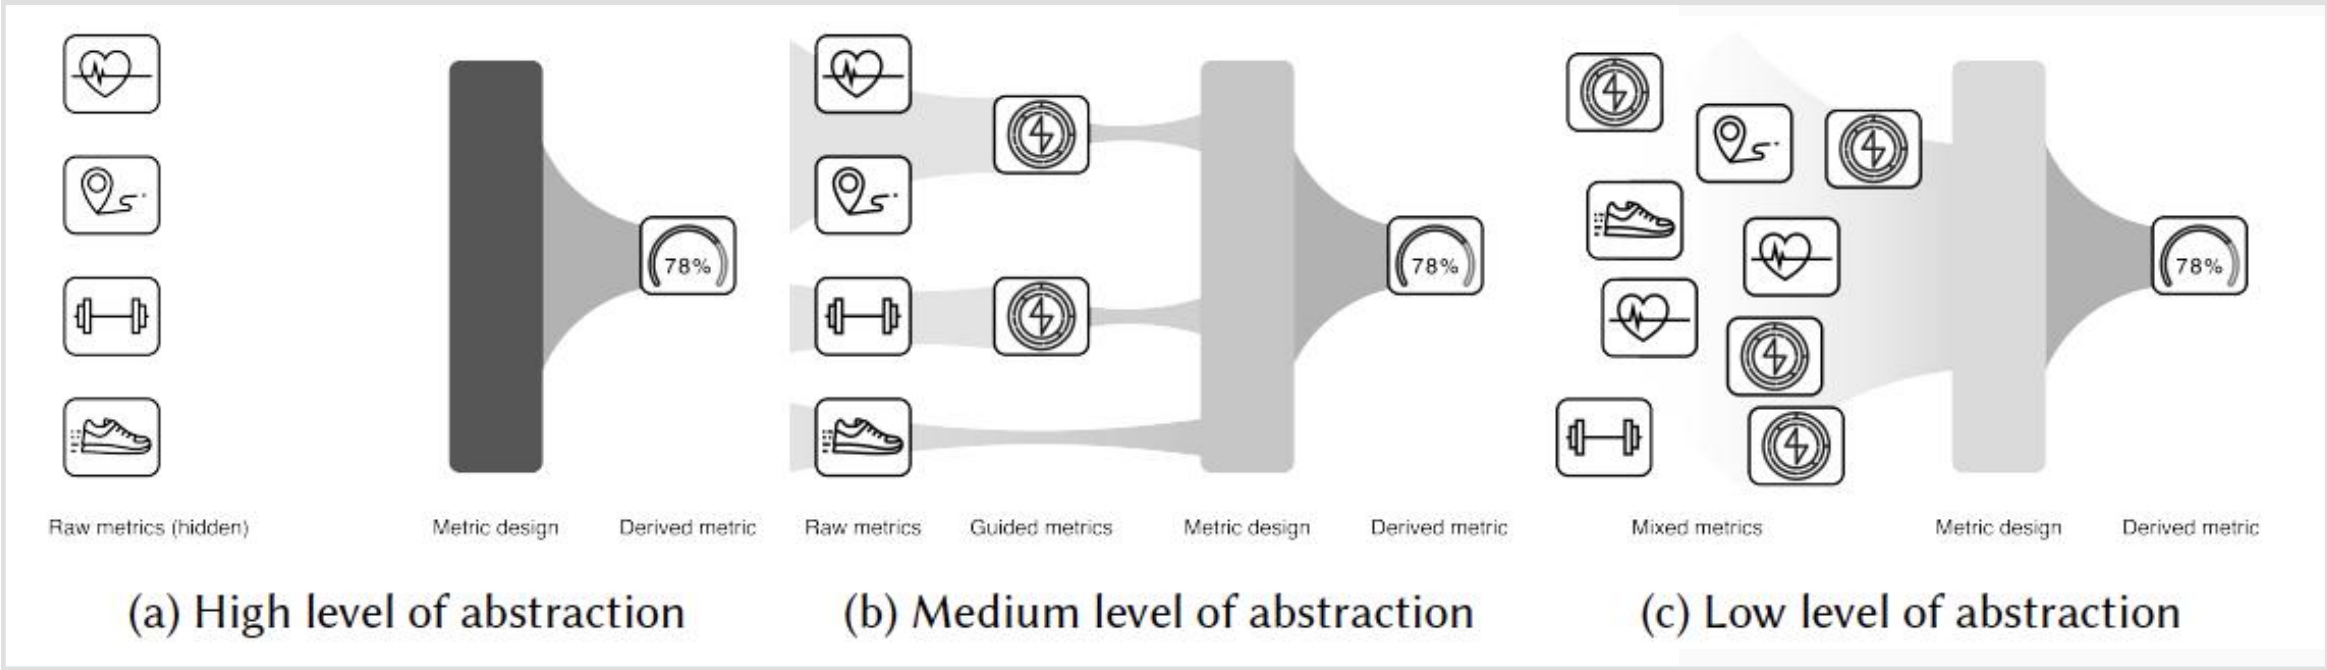 78%
78%
78%
Raw metrics (hidden)
Metric design
Derived metric
Raw metrics
Guided metrics
Metric design
Derived metric
Mixed metrics
Metric design
Derived metric
(a) High level of abstraction
(b) Medium level of abstraction
(c) Low level of abstraction